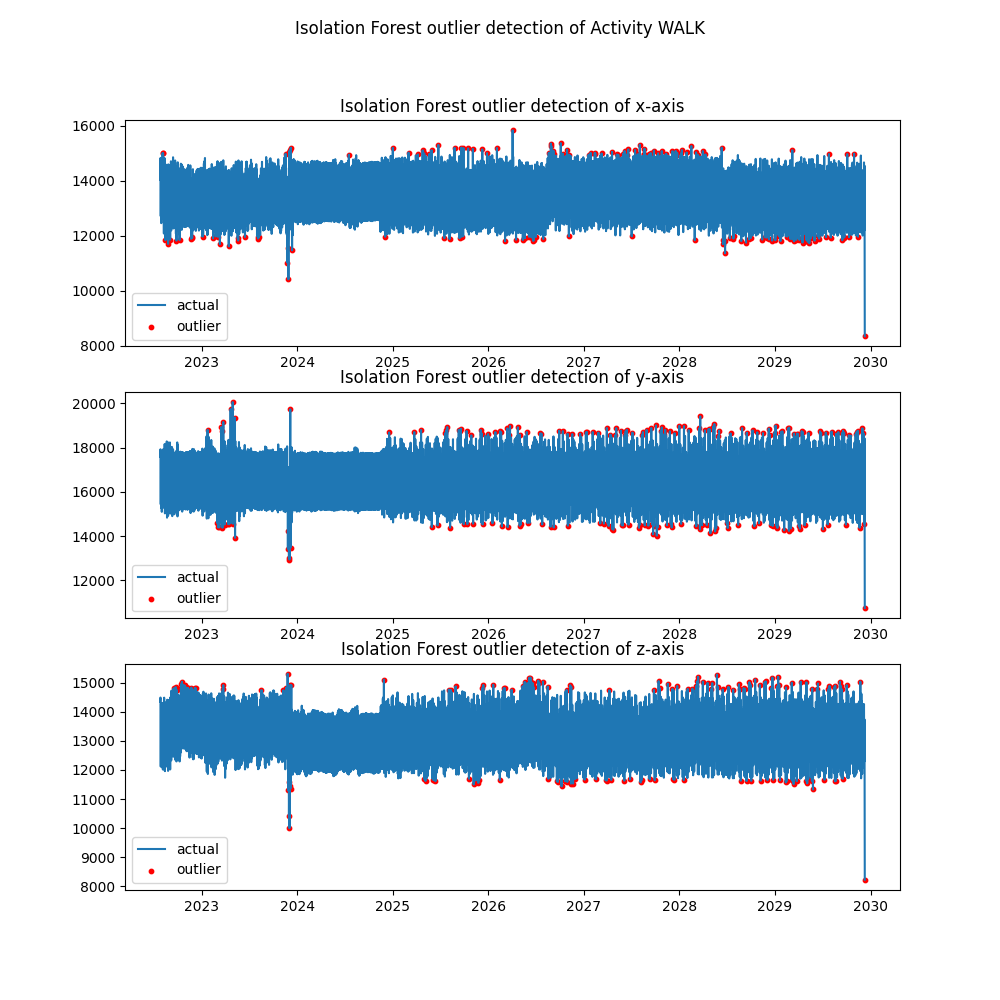 Isolation Forest outlier detection of Activity WALK
Isolation Forest outlier detection of x-axis
16000
14000
12000
10000
8000
actual
outlier
2023 2024 2025 2026 2027 2028 2029 2030
Isolation Forest outlier detection of y-axis
20000
18000
16000
14000
12000
actual
outlier
2023 2024 2025 2026 2027 2028 2029 2030
Isolation Forest outlier detection of z-axis
15000
14000
13000
12000
11000
10000
9000
8000
actual
outlier
2023 2024 2025 2026 2027 2028 2029 2030